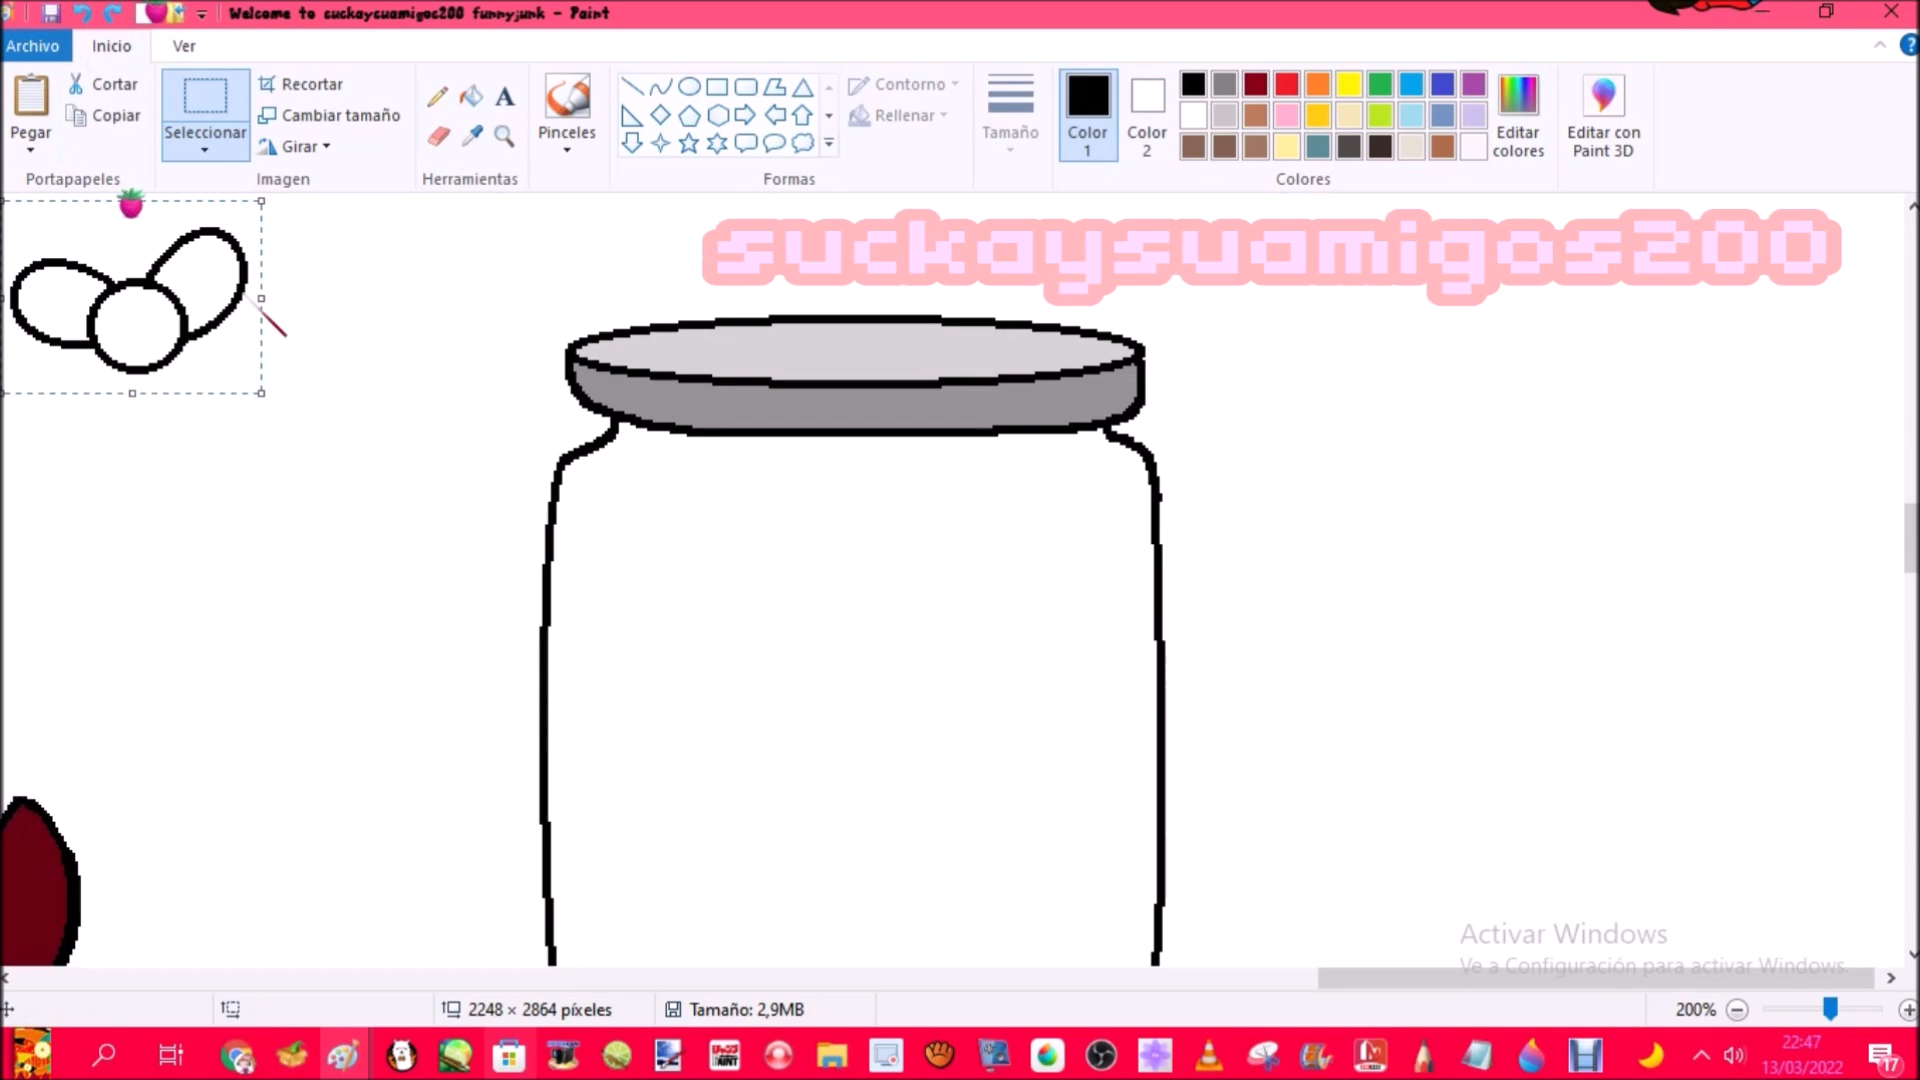 Welcome to cuckaycuamigoc200 funnyjunk - Paint
Archivo Inicio Ver
Pegar
Cortar
Copiar
Portapapeles
Seleccionar
Recortar
Cambiar tamaño
Girar
Imagen
Herramientas
Pinceles
Formas
Contorno
Rellenar
Tamaño
Color
1
Color
2
Colores
Editar
colores
Editar con
Paint 3D
suckaysuamigos200
Activar Windows
Ve a Configuración para activar Windows.
2248 × 2864 píxeles
Tamaño: 2,9MB
200%
22:47
13/03/2022
17